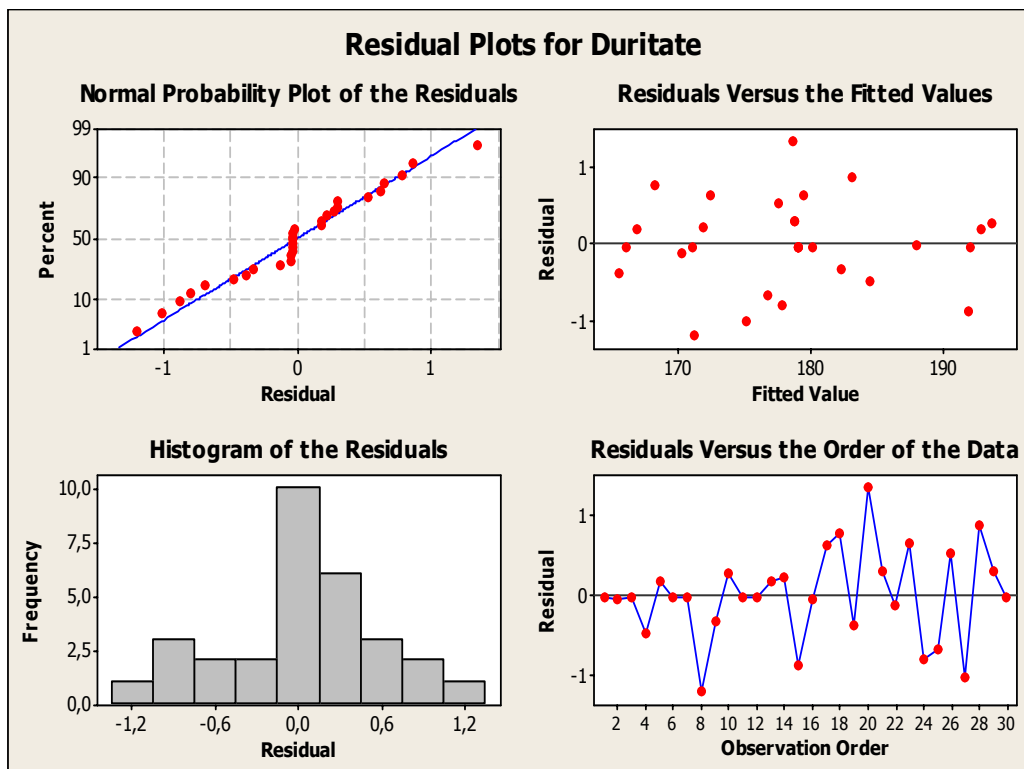 Residual Plots for Duritate
Normal Probability Plot of the Residuals
99
90
50
10
1
Percent
-1 0 1
Residual
Residuals Versus the Fitted Values
1
0
-1
Residual
170 180 190
Fitted Value
Histogram of the Residuals
10,0
7,5
5,0
2,5
0,0
Frequency
-1,2 -0,6 0,0 0,6 1,2
Residual
Residuals Versus the Order of the Data
1
0
-1
Residual
2 4 6 8 10 12 14 16 18 20 22 24 26 28 30
Observation Order